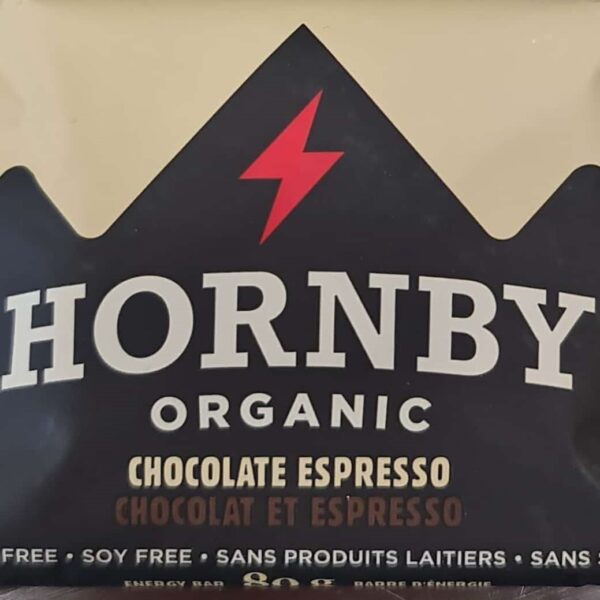 HORNBY
ORGANIC
CHOCOLATE ESPRESSO
CHOCOLAT ET ESPRESSO
FREE • SOY FREE • SANS PRODUITS LAITIERS • SANS
ENERGY BAR 80 g BARRE D'ÉNERGIE